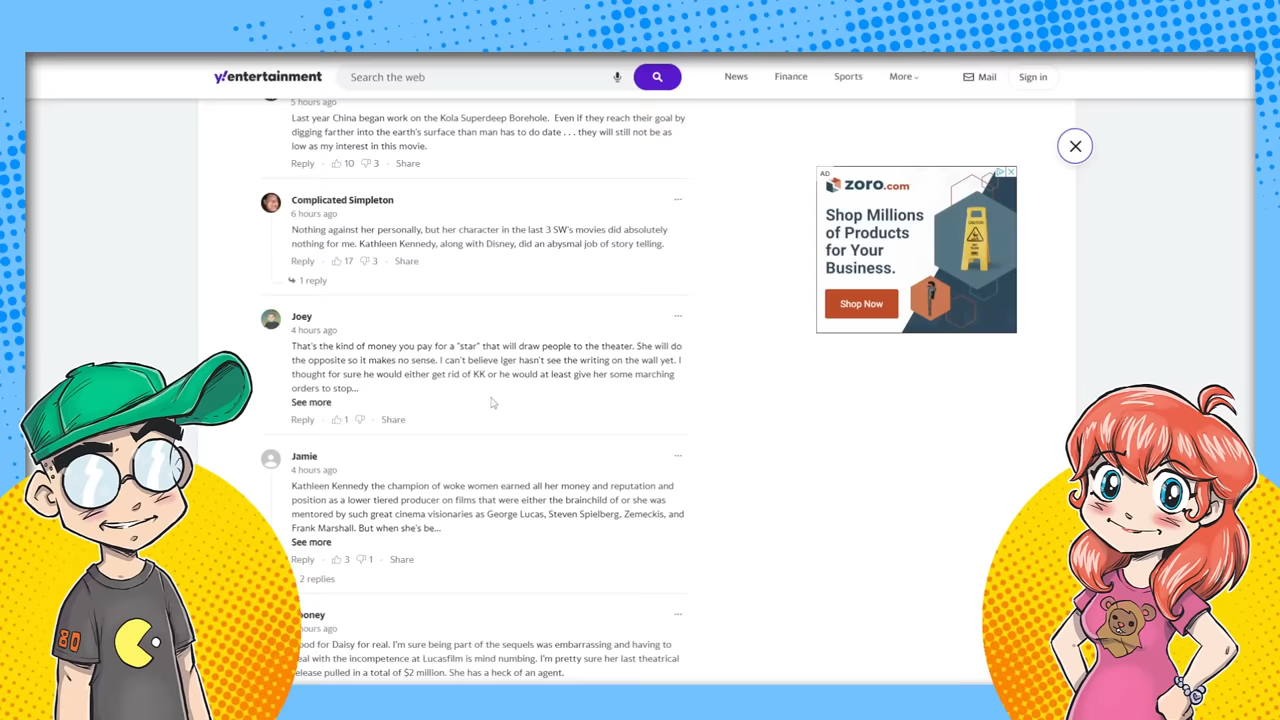 y!entertainment
Search the web
News
Finance
Sports
More
Mail
Sign in
5 hours ago
Last year China began work on the Kola Superdeep Borehole. Even if they reach their goal by
digging farther into the earth's surface than man has to do date . . . they will still not be as
low as my interest in this movie.
Reply · 10 3 · Share
Complicated Simpleton
6 hours ago
Nothing against her personally, but her character in the last 3 SW's movies did absolutely
nothing for me. Kathleen Kennedy, along with Disney, did an abysmal job of story telling.
Reply · 17 3 · Share
1 reply
Joey
4 hours ago
That's the kind of money you pay for a "star" that will draw people to the theater. She will do
the opposite so it makes no sense. I can't believe Iger hasn't see the writing on the wall yet. I
thought for sure he would either get rid of KK or he would at least give her some marching
orders to stop...
See more
Reply · 1 · Share
Jamie
4 hours ago
Kathleen Kennedy the champion of woke women earned all her money and reputation and
position as a lower tiered producer on films that were either the brainchild of or she was
mentored by such great cinema visionaries as George Lucas, Steven Spielberg, Zemeckis, and
Frank Marshall. But when she's be...
See more
Reply · 3 1 · Share
2 replies
ooney
hours ago
ood for Daisy for real. I'm sure being part of the sequels was embarrassing and having to
eal with the incompetence at Lucasfilm is mind numbing. I'm pretty sure her last theatrical
elease pulled in a total of $2 million. She has a heck of an agent.
AD
zoro.com
Shop Millions
of Products
for Your
Business.
Shop Now
CAUTION
80